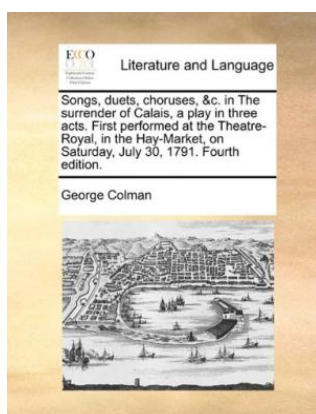 ECCO
Literature and Language
Songs, duets, choruses, &c. in The
surrender of Calais, a play in three
acts. First performed at the Theatre-
Royal, in the Hay-Market, on
Saturday, July 30, 1791. Fourth
edition.
George Colman